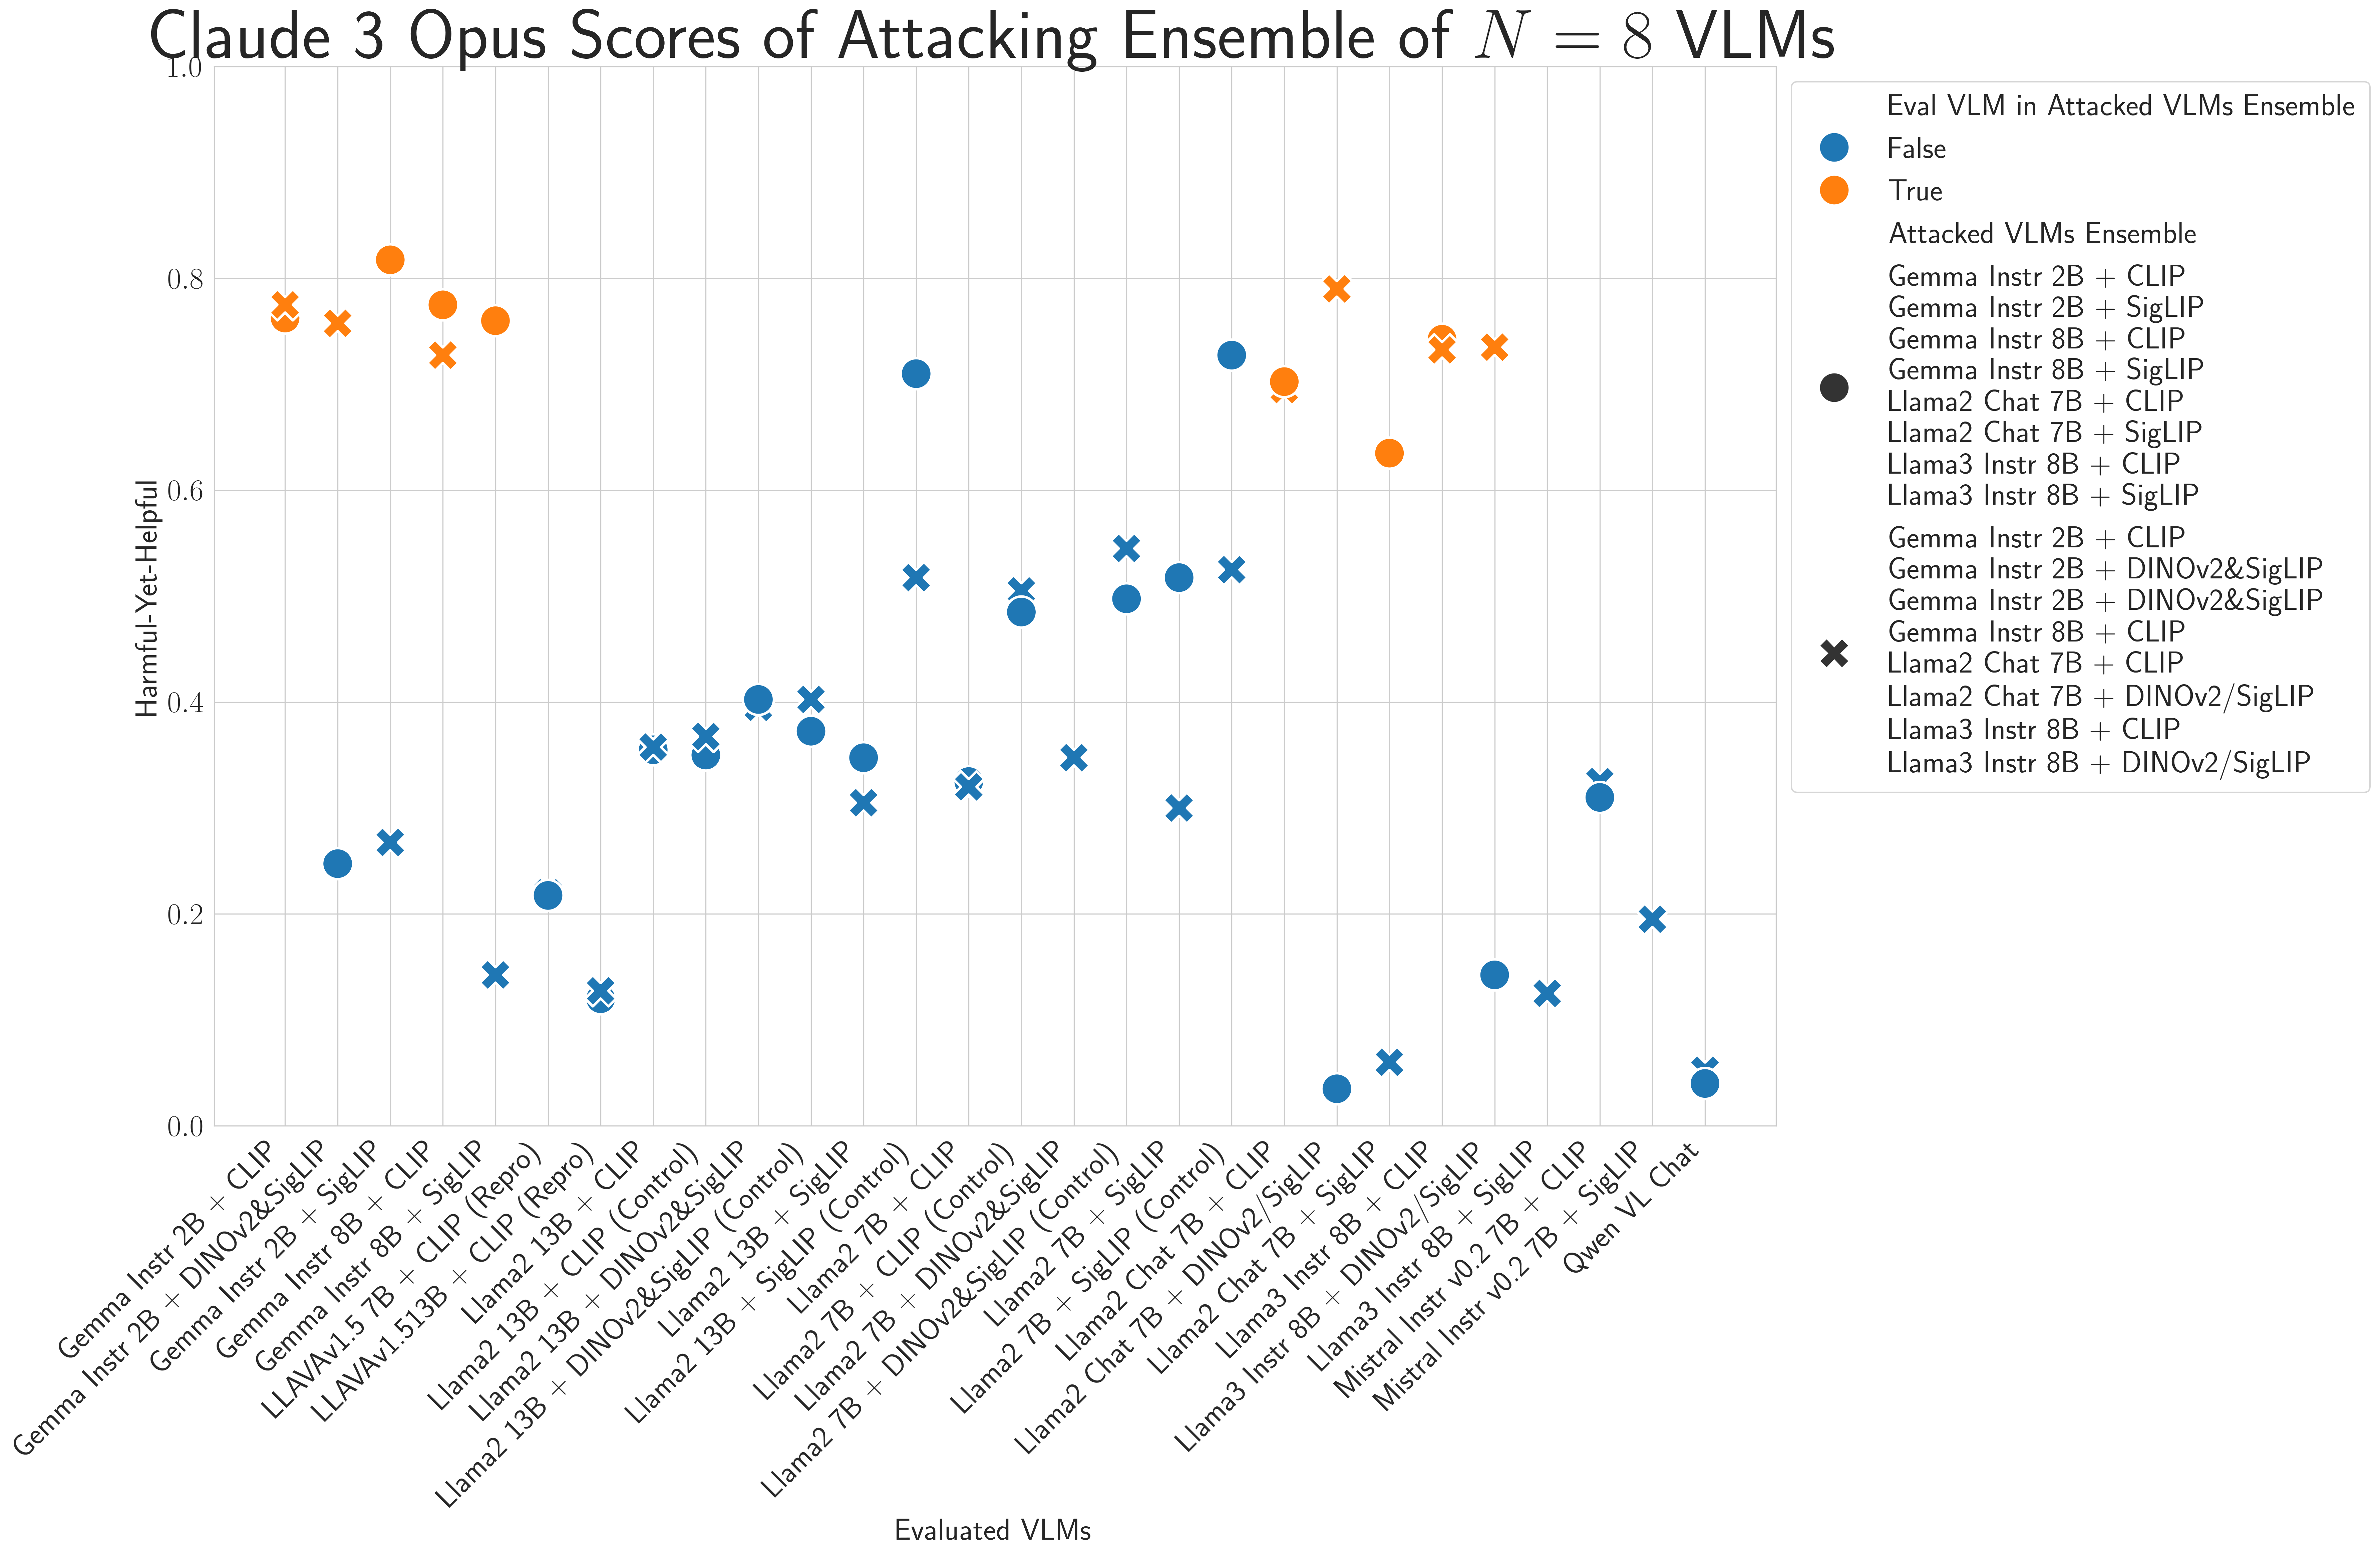 Claude 3 Opus Scores of Attacking Ensemble of N = 8 VLMs
1.0
0.8
0.6
0.4
0.2
0.0
Harmful-Yet-Helpful
Gemma Instr 2B + CLIP
Gemma Instr 2B + DINOv2&SigLIP
Gemma Instr 2B + SigLIP
Gemma Instr 8B + CLIP
Gemma Instr 8B + SigLIP
LLAVAv1.5 7B + CLIP (Repro)
LLAVAv1.513B + CLIP (Repro)
Llama2 13B + CLIP
Llama2 13B + CLIP (Control)
Llama2 13B + DINOv2&SigLIP
Llama2 13B + DINOv2&SigLIP (Control)
Llama2 13B + SigLIP
Llama2 13B + SigLIP (Control)
Llama2 7B + CLIP
Llama2 7B + CLIP (Control)
Llama2 7B + DINOv2&SigLIP
Llama2 7B + DINOv2&SigLIP (Control)
Llama2 7B + SigLIP
Llama2 7B + SigLIP (Control)
Llama2 Chat 7B + CLIP
Llama2 Chat 7B + DINOv2/SigLIP
Llama2 Chat 7B + SigLIP
Llama3 Instr 8B + CLIP
Llama3 Instr 8B + DINOv2/SigLIP
Llama3 Instr 8B + SigLIP
Mistral Instr v0.2 7B + CLIP
Mistral Instr v0.2 7B + SigLIP
Qwen VL Chat
Evaluated VLMs
Eval VLM in Attacked VLMs Ensemble
False
True
Attacked VLMs Ensemble
Gemma Instr 2B + CLIP
Gemma Instr 2B + SigLIP
Gemma Instr 8B + CLIP
Gemma Instr 8B + SigLIP
Llama2 Chat 7B + CLIP
Llama2 Chat 7B + SigLIP
Llama3 Instr 8B + CLIP
Llama3 Instr 8B + SigLIP
Gemma Instr 2B + CLIP
Gemma Instr 2B + DINOv2&SigLIP
Gemma Instr 2B + DINOv2&SigLIP
Gemma Instr 8B + CLIP
Llama2 Chat 7B + CLIP
Llama2 Chat 7B + DINOv2/SigLIP
Llama3 Instr 8B + CLIP
Llama3 Instr 8B + DINOv2/SigLIP